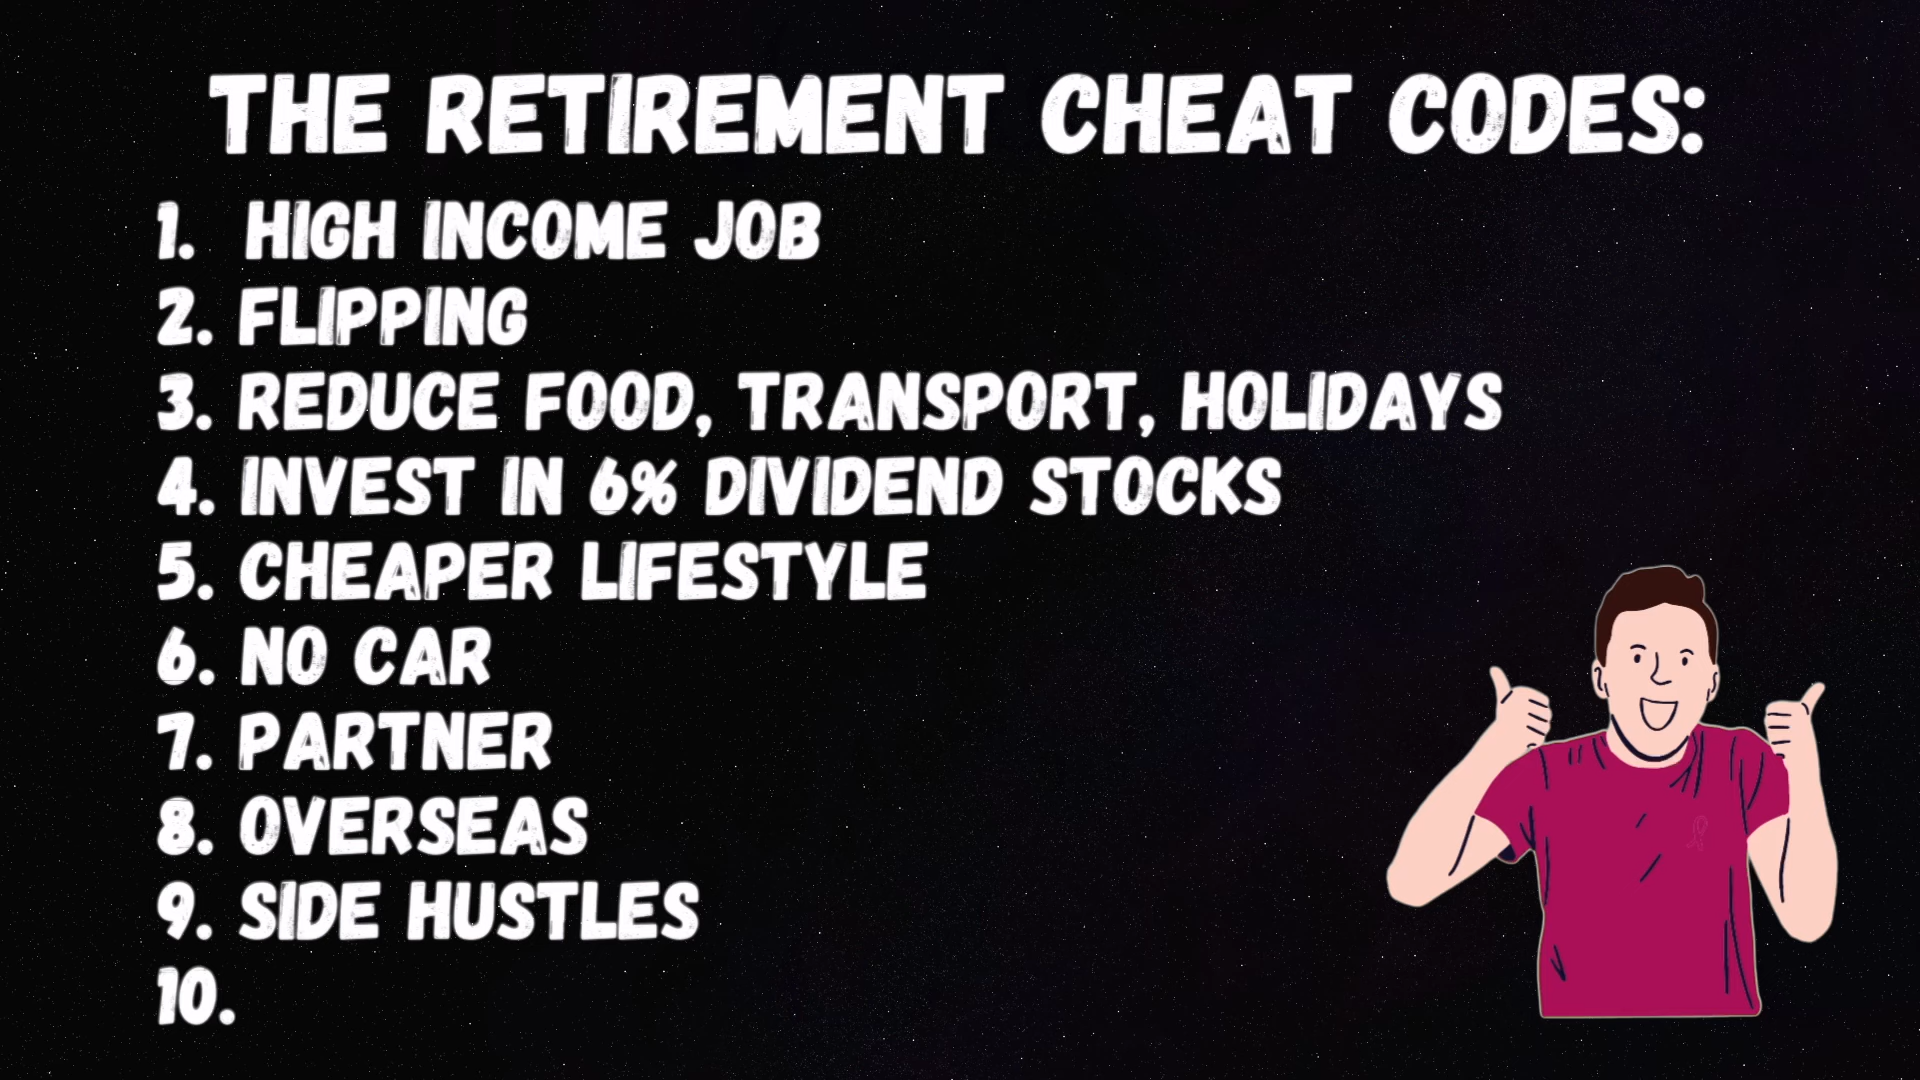 THE RETIREMENT CHEAT CODES:
1. HIGH INCOME JOB
2. FLIPPING
3. REDUCE FOOD, TRANSPORT, HOLIDAYS
4. INVEST IN 6% DIVIDEND STOCKS
5. CHEAPER LIFESTYLE
6. NO CAR
7. PARTNER
8. OVERSEAS
9. SIDE HUSTLES
10.